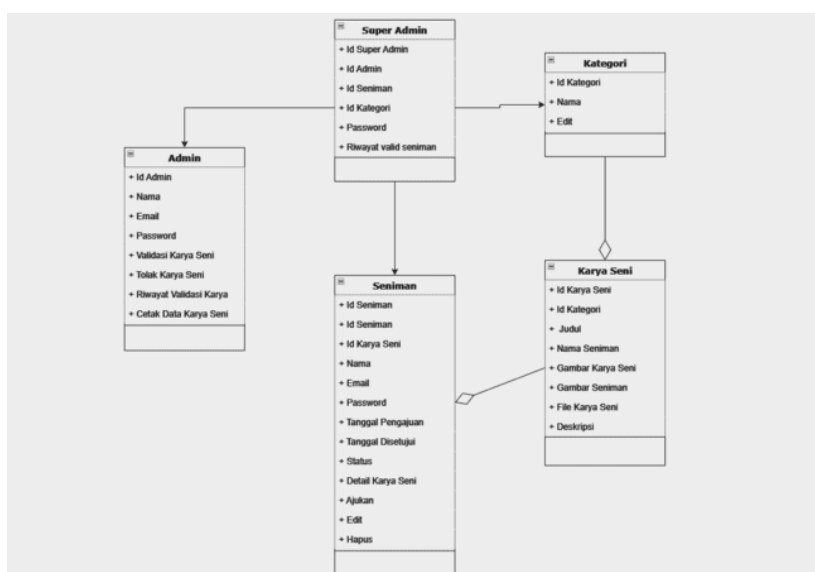 Super Admin
+ Id Super Admin
+ Id Admin
+ Id Seniman
+ Id Kategori
+ Password
+ Riwayat valid seniman
Kategori
+ Id Kategori
+ Nama
+ Edit
Admin
+ Id Admin
+ Nama
+ Email
+ Password
+ Validasi Karya Seni
+ Tolak Karya Seni
+ Riwayat Validasi Karya
+ Cetak Data Karya Seni
Seniman
+ Id Seniman
+ Id Seniman
+ Id Karya Seni
+ Nama
+ Email
+ Password
+ Tanggal Pengajuan
+ Tanggal Disetujui
+ Status
+ Detail Karya Seni
+ Ajukan
+ Edit
+ Hapus
Karya Seni
+ Id Karya Seni
+ Id Kategori
+ Judul
+ Nama Seniman
+ Gambar Karya Seni
+ Gambar Seniman
+ File Karya Seni
+ Deskripsi